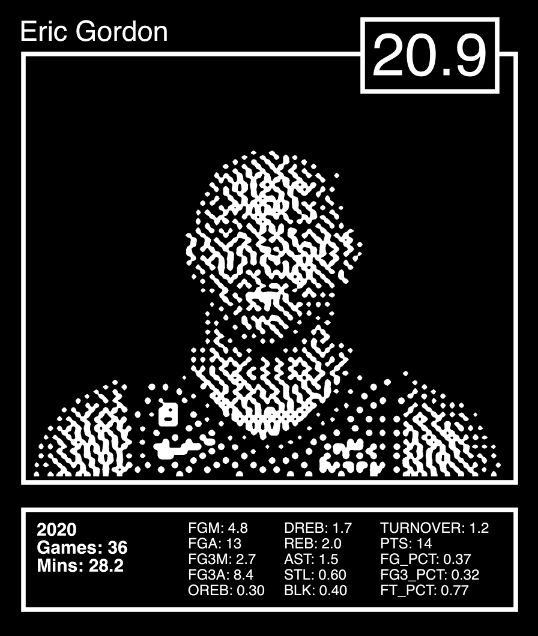 Eric Gordon
20.9
2020
Games: 36
Mins: 28.2
FGM: 4.8
FGA: 13
FG3M: 2.7
FG3A: 8.4
OREB: 0.30
DREB: 1.7
REB: 2.0
AST: 1.5
STL: 0.60
BLK: 0.40
TURNOVER: 1.2
PTS: 14
FG_PCT: 0.37
FG3_PCT: 0.32
FT_PCT: 0.77